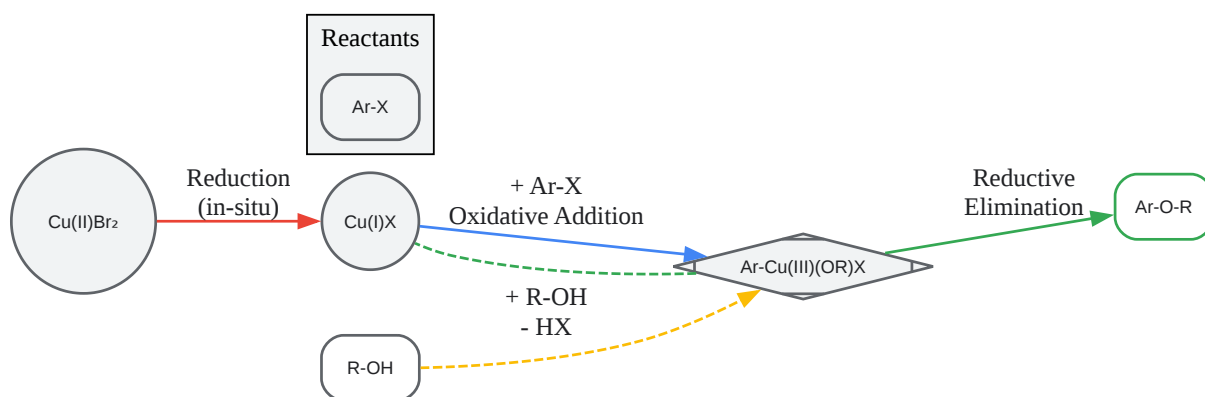 Reactants
Ar-X
Cu(II)Br₂
Reduction
(in-situ)
Cu(I)X
+ Ar-X
Oxidative Addition
+ R-OH
- HX
R-OH
Ar-Cu(III)(OR)X
Reductive
Elimination
Ar-O-R